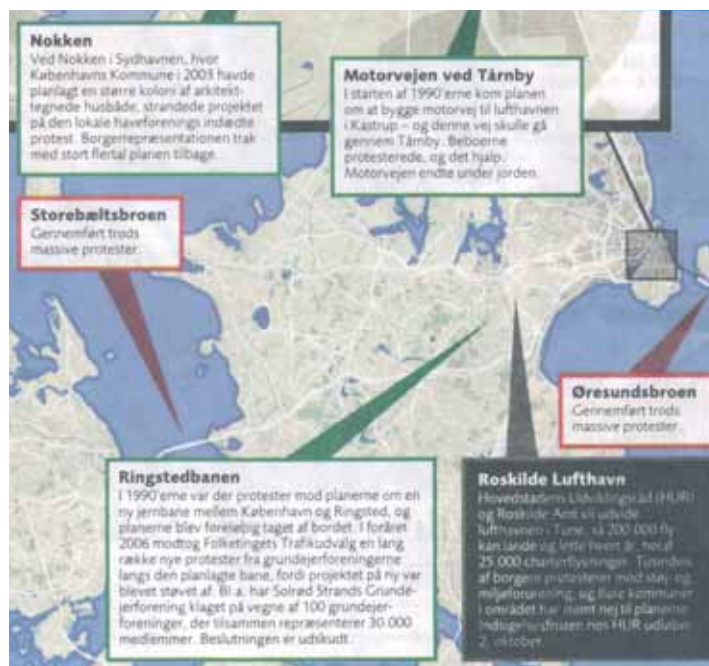 Nokken
Ved Nokken i Sydhavnen, hvor
Københavns Kommune i 2003 havde
planlagt en større koloni af arkitekt-
tegnede husbåde, strandede projektet
på den lokale haveforenings indædte
protest. Borgerrepræsentationen trak
med stort flertal planen tilbage.
Motorvejen ved Tårnby
I starten af 1990'erne kom planen
om at bygge motorvej til lufthavnen
i Kastrup – og denne vej skulle gå
gennem Tårnby. Beboerne
protesterede, og det hjalp.
Motorvejen endte under jorden.
Storebæltsbroen
Gennemført trods
massive protester.
Øresundsbroen
Gennemført trods
massive protester.
Ringstedbanen
I 1990'erne var der protester mod planerne om en
ny jernbane mellem København og Ringsted, og
planerne blev foreløbig taget af bordet. I foråret
2006 modtog Folketingets Trafikudvalg en lang
række nye protester fra grundejerforeningerne
langs den planlagte bane, fordi projektet på ny var
blevet støvet af. Bl.a. har Solrød Strands Grunde-
jerforening klaget på vegne af 100 grundejer-
foreninger, der tilsammen repræsenterer 30 000
medlemmer. Beslutningen er udskudt.
Roskilde Lufthavn
Hovedstadens Udviklingsråd (HUR)
og Roskilde Amt vil udvide
lufthavnen i Tune, så 200 000 fly
kan lande og lette hvert år, heraf
25 000 charterflyvninger. Tusindvis
af borgere protesterer mod støj- og
miljøforurening, og flere kommuner
i området har stemt nej til planerne.
Indsigelsesfristen hos HUR udløber
2. oktober.